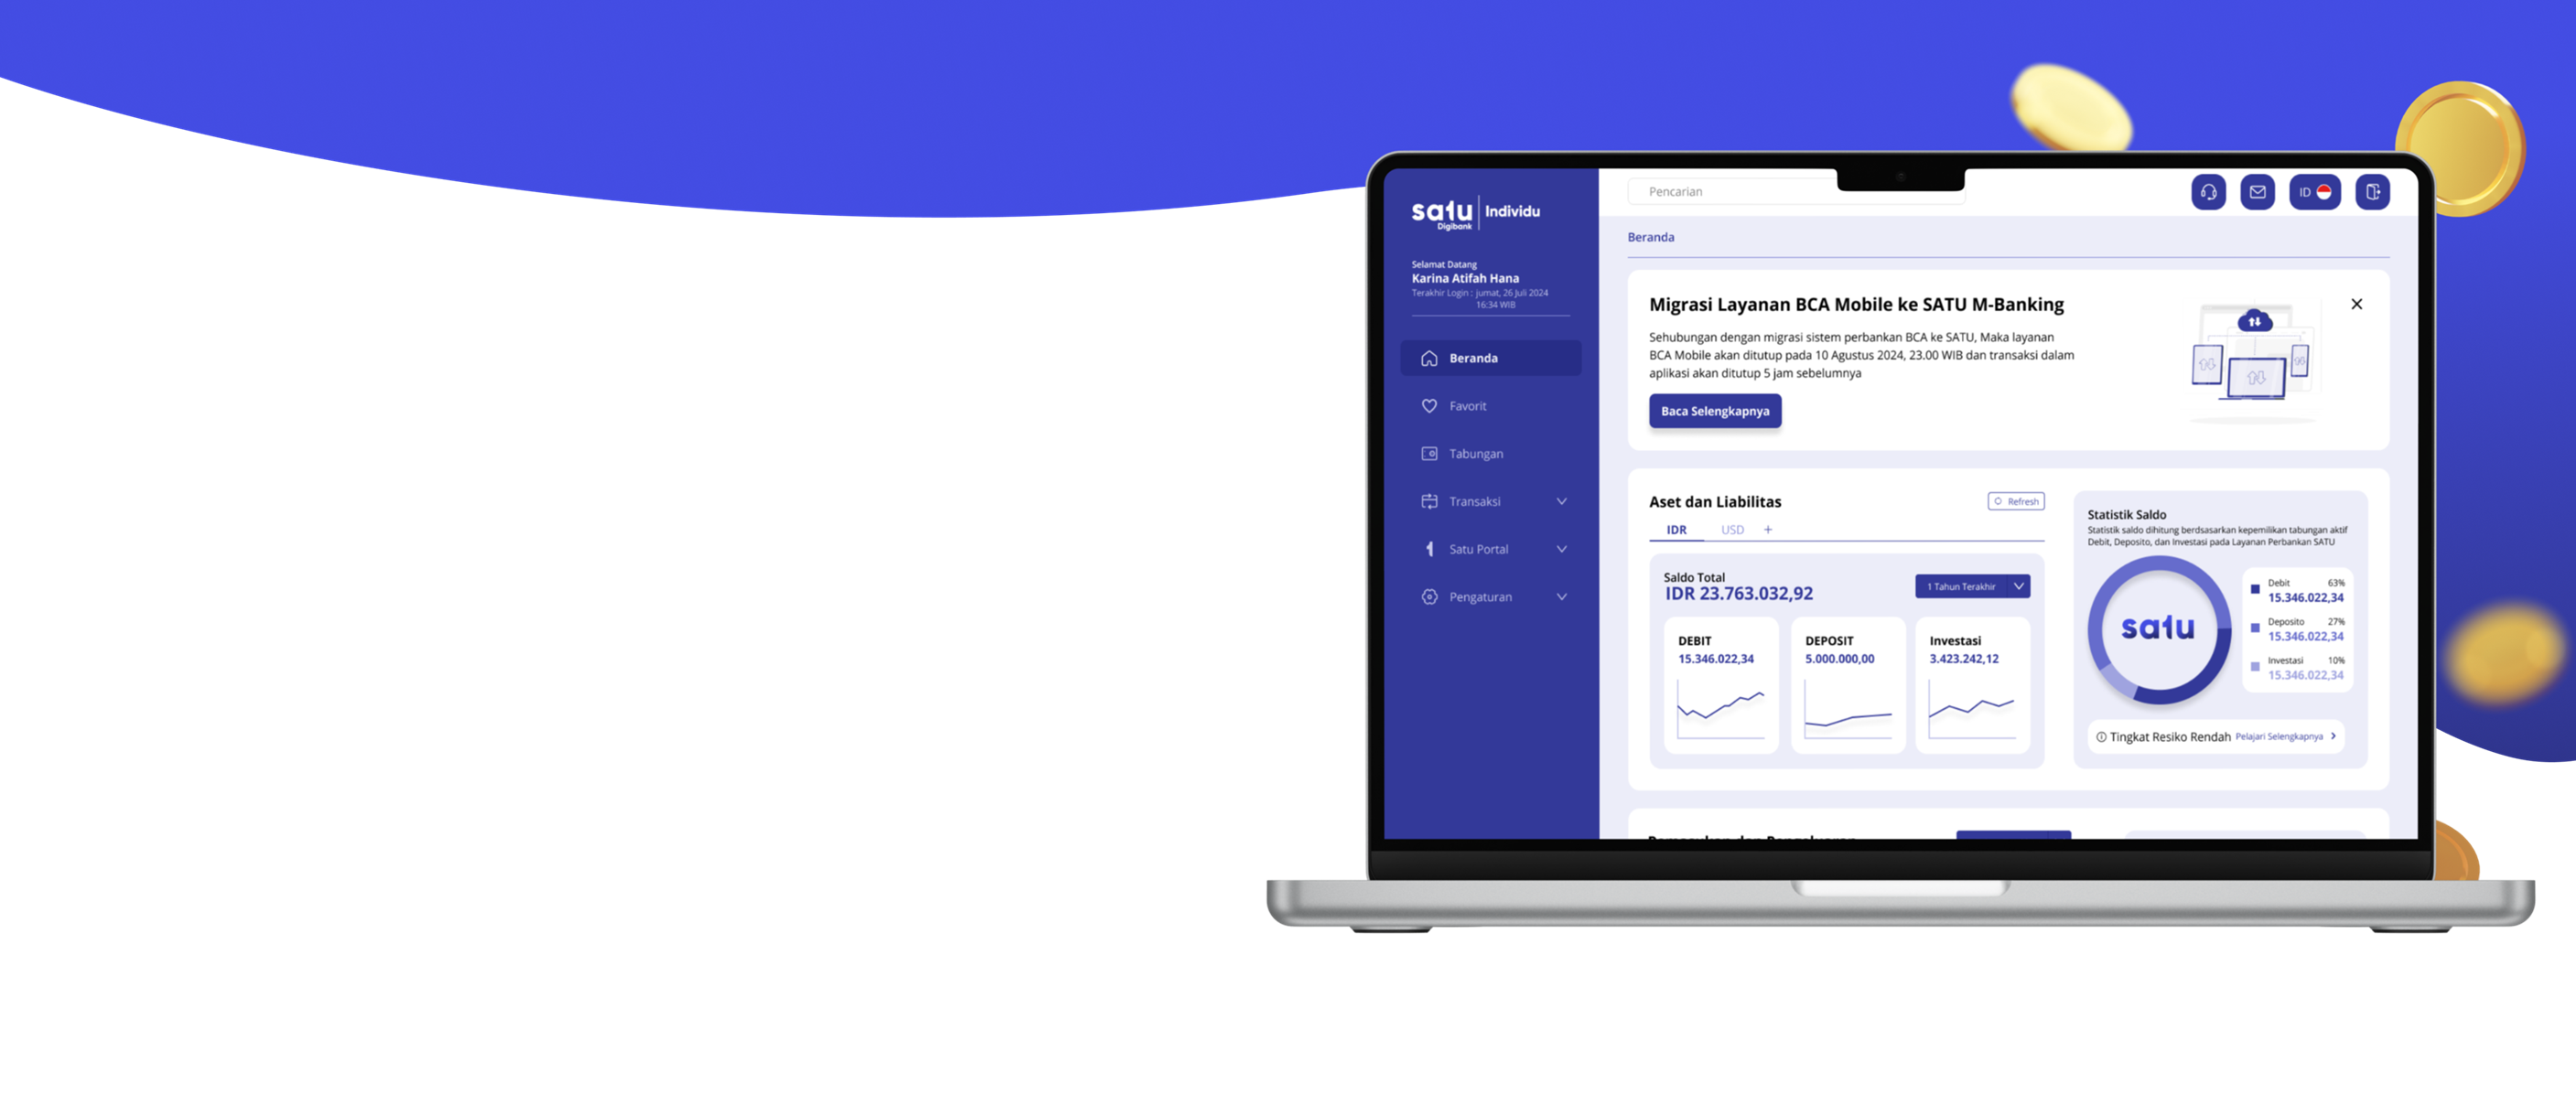 satu
Digibank
Individu
Selamat Datang
Karina Atifah Hana
Terakhir Login : jumat, 26 Juli 2024
16:34 WIB
Beranda
Favorit
Tabungan
Transaksi
Satu Portal
Pengaturan
Pencarian
ID
Beranda
Migrasi Layanan BCA Mobile ke SATU M-Banking
Sehubungan dengan migrasi sistem perbankan BCA ke SATU, Maka layanan
BCA Mobile akan ditutup pada 10 Agustus 2024, 23.00 WIB dan transaksi dalam
aplikasi akan ditutup 5 jam sebelumnya
Baca Selengkapnya
Aset dan Liabilitas
Refresh
IDR USD +
Saldo Total
IDR 23.763.032,92
1 Tahun Terakhir
DEBIT
15.346.022,34
DEPOSIT
5.000.000,00
Investasi
3.423.242,12
Statistik Saldo
Statistik saldo dihitung berdsasarkan kepemilikan tabungan aktif
Debit, Deposito, dan Investasi pada Layanan Perbankan SATU
satu
Debit 63%
15.346.022,34
Deposito 27%
15.346.022,34
Investasi 10%
15.346.022,34
Tingkat Resiko Rendah Pelajari Selengkapnya